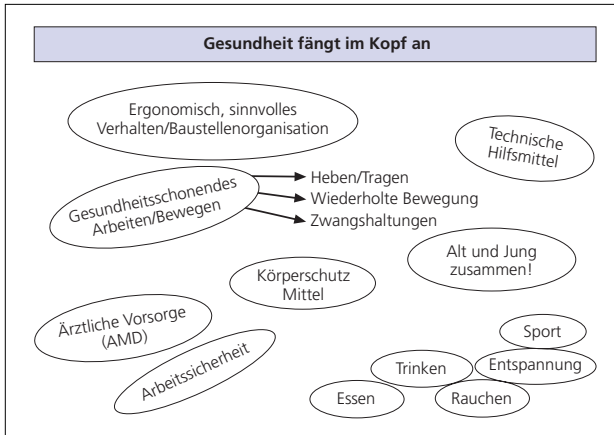 Gesundheit fängt im Kopf an
Ergonomisch, sinnvolles
Verhalten/Baustellenorganisation
Technische
Hilfsmittel
Gesundheitsschonendes
Arbeiten/Bewegen
Heben/Tragen
Wiederholte Bewegung
Zwangshaltungen
Alt und Jung
zusammen!
Körperschutz
Mittel
Ärztliche Vorsorge
(AMD)
Arbeitssicherheit
Sport
Trinken
Entspannung
Essen
Rauchen